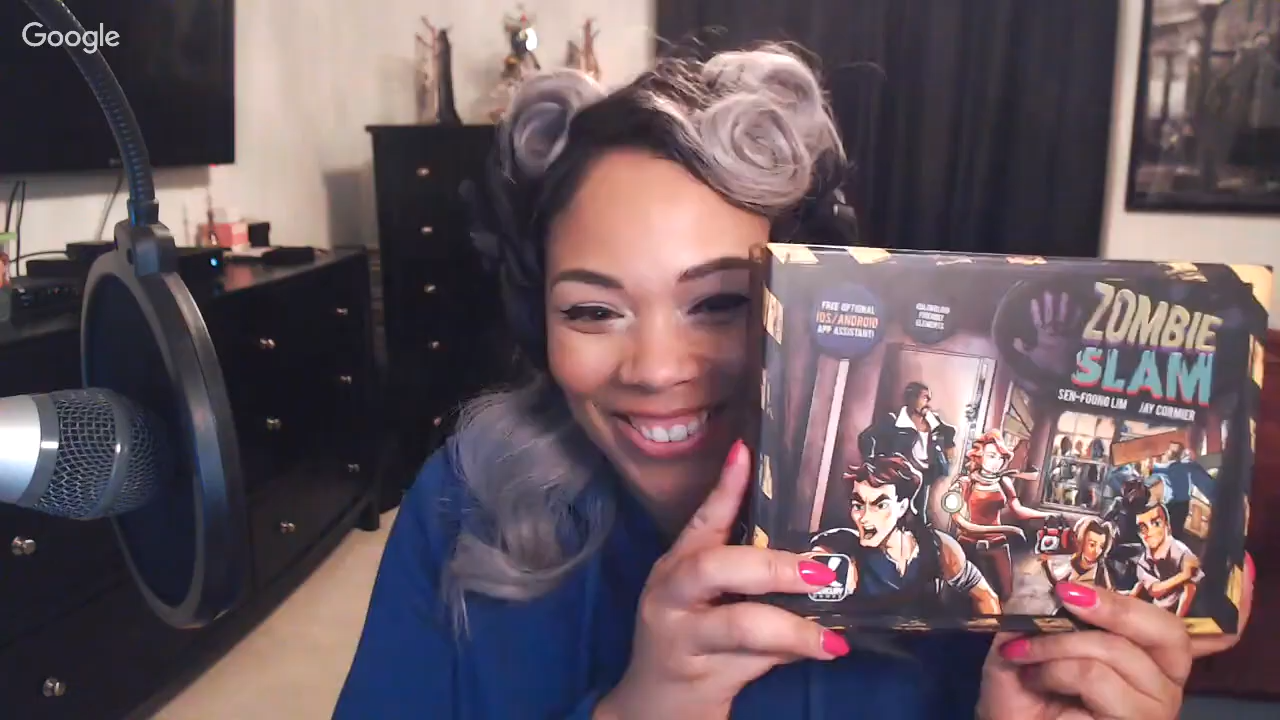 Google
FREE OPTIONAL
IOS/ANDROID
APP ASSISTANT!
COLORBLIND
FRIENDLY
ELEMENTS
ZOMBIE
SLAM
SEN-FOONG LIM JAY CORMIER